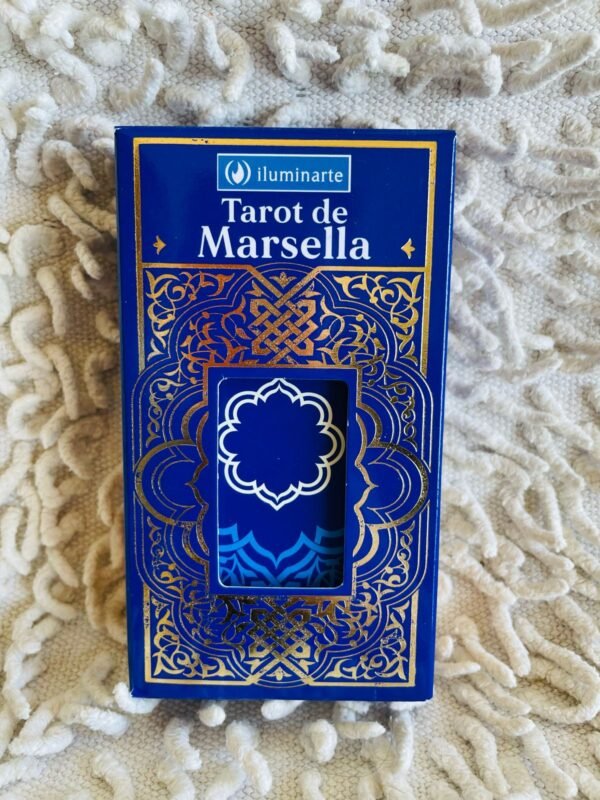 iluminarte
Tarot de
Marsella